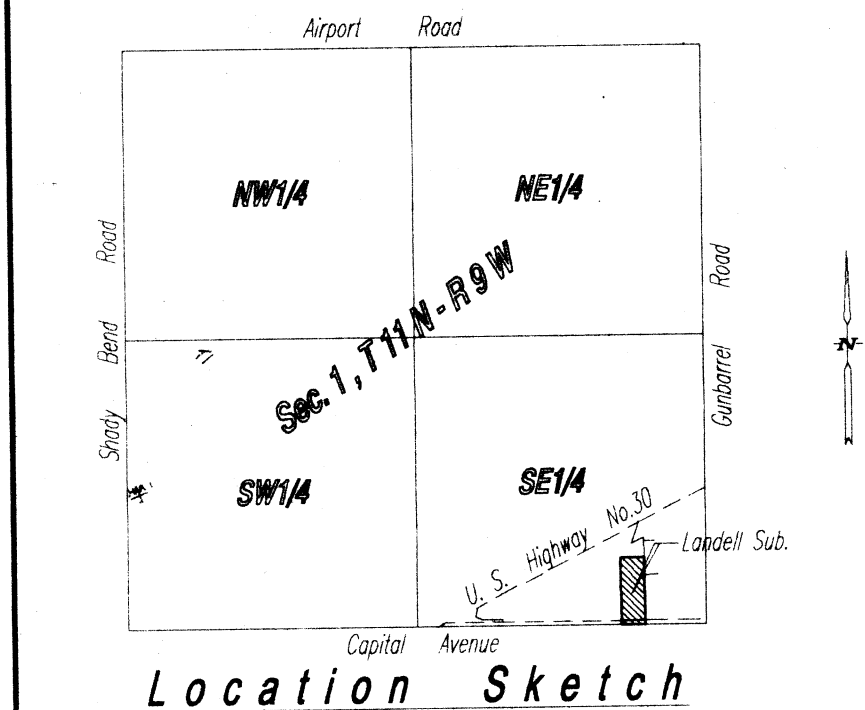 Airport Road
NW1/4
NE1/4
Shady Bend Road
Sec. 1, T11N-R9W
Gunbarrel Road
N
SW1/4
SE1/4
U. S. Highway No.30
Landell Sub.
Capital Avenue
Location Sketch